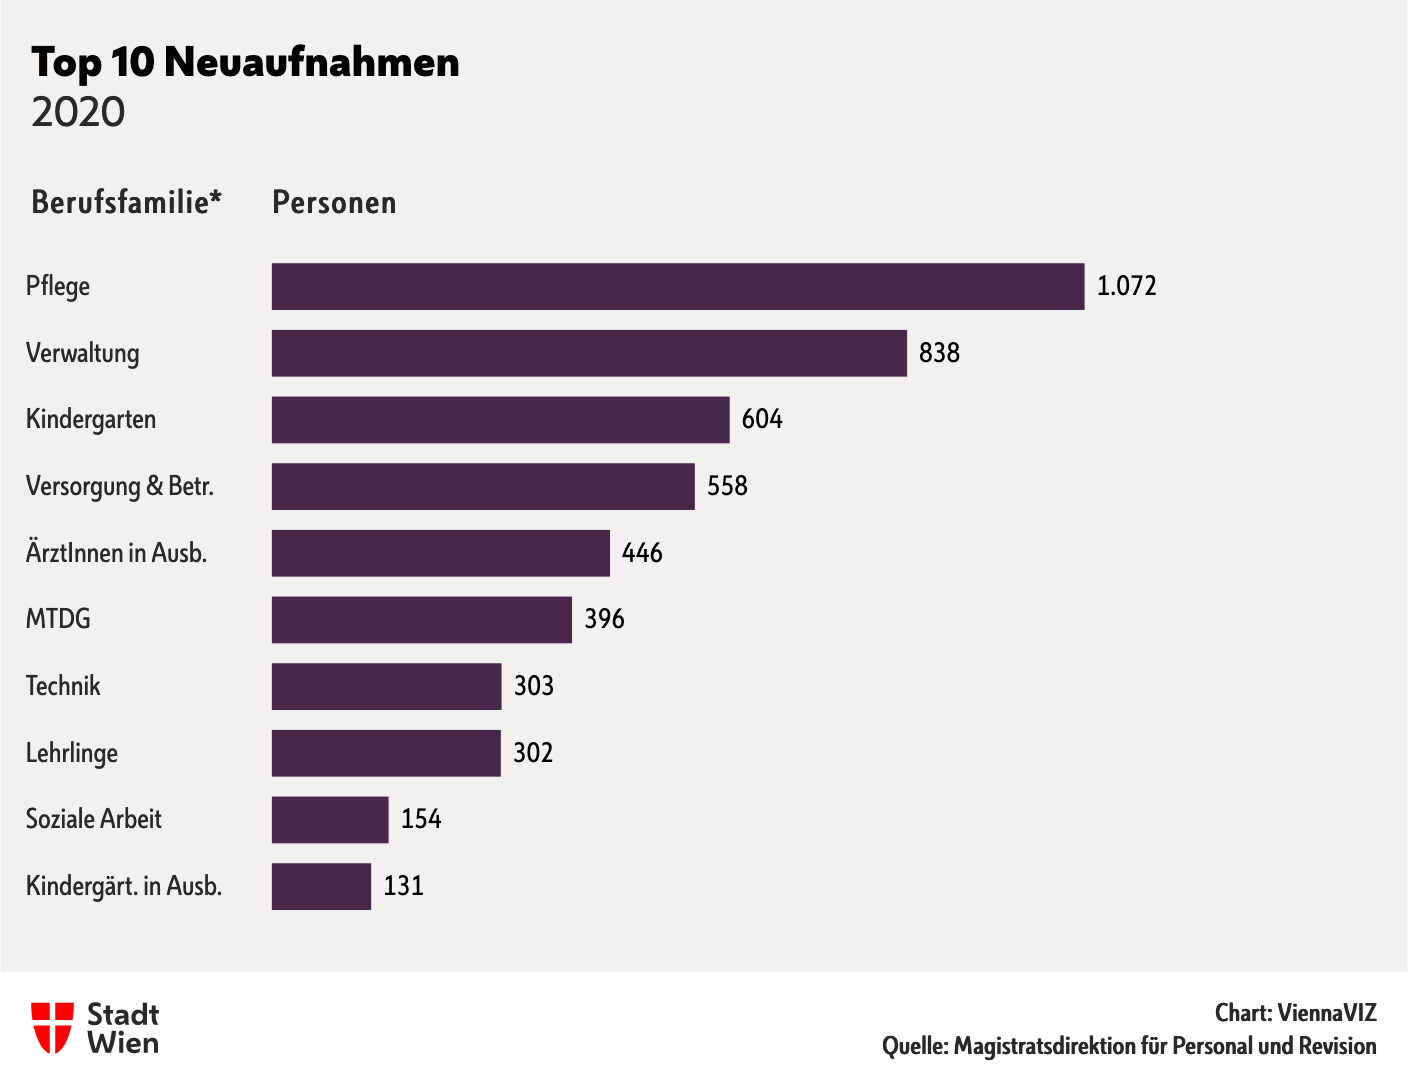 Top 10 Neuaufnahmen
2020
Berufsfamilie* Personen
Pflege 1.072
Verwaltung 838
Kindergarten 604
Versorgung & Betr. 558
ÄrztInnen in Ausb. 446
MTDG 396
Technik 303
Lehrlinge 302
Soziale Arbeit 154
Kindergärt. in Ausb. 131
Stadt
Wien
Chart: ViennaVIZ
Quelle: Magistratsdirektion für Personal und Revision